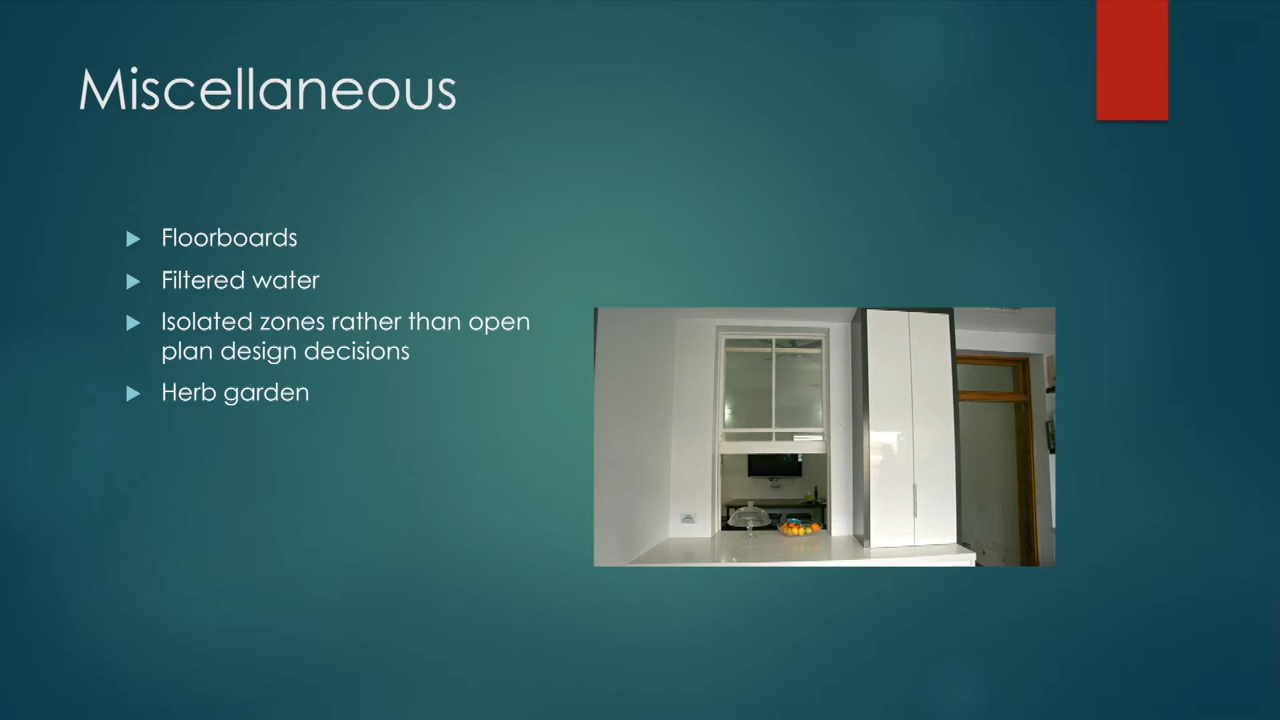 Miscellaneous
Floorboards
Filtered water
Isolated zones rather than open
plan design decisions
Herb garden